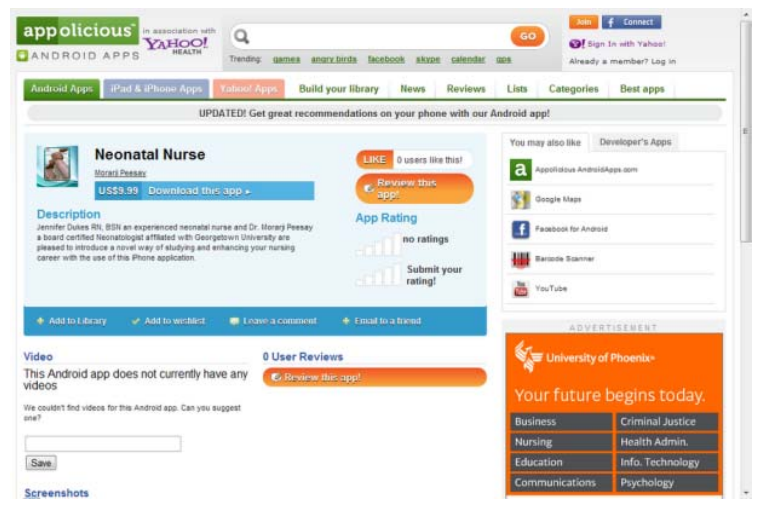 appolicious™
in association with
YAHOO!
HEALTH
ANDROID APPS
GO
Trending: games angry birds facebook skype calendar gps
Join Connect
Sign In with Yahoo!
Already a member? Log in
Android Apps iPad & iPhone Apps Yahoo! Apps Build your library News Reviews Lists Categories Best apps
UPDATED! Get great recommendations on your phone with our Android app!
Neonatal Nurse
Morarji Peesay
US$9.99 Download this app
LIKE 0 users like this!
Review this app!
Description
Jennifer Dukes RN, BSN an experienced neonatal nurse and Dr. Morarji Peesay
a board certified Neonatologist affliated with Georgetown University are
pleased to introduce a novel way of studying and enhancing your nursing
career with the use of this iPhone application.
App Rating
no ratings
Submit your
rating!
Add to Library Add to wishlist Leave a comment Email to a friend
You may also like Developer's Apps
a Appolicious AndroidApps.com
Google Maps
f Facebook for Android
Barcode Scanner
You Tube YouTube
Video
This Android app does not currently have any
videos
We couldn't find videos for this Android app. Can you suggest
one?
Save
Screenshots
0 User Reviews
Review this app!
ADVERTISEMENT
University of Phoenix
Your future begins today.
Business Criminal Justice
Nursing Health Admin.
Education Info. Technology
Communications Psychology